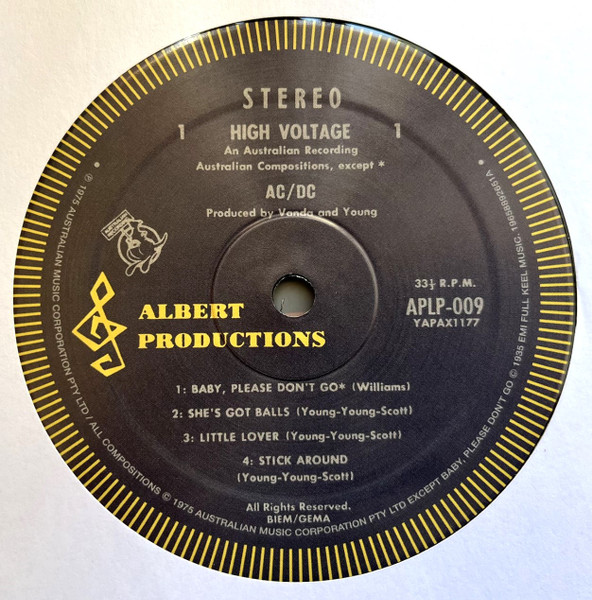 STEREO
1 HIGH VOLTAGE 1
An Australian Recording
Australian Compositions, except *
AC/DC
Produced by Vanda and Young
33⅓ R.P.M.
APLP-009
YAPAX1177
ALBERT
PRODUCTIONS
1: BABY, PLEASE DON'T GO* (Williams)
2: SHE'S GOT BALLS (Young-Young-Scott)
3: LITTLE LOVER (Young-Young-Scott)
4: STICK AROUND
(Young-Young-Scott)
All Rights Reserved.
BIEM/GEMA
℗ 1975 AUSTRALIAN MUSIC CORPORATION PTY LTD / ALL COMPOSITIONS © 1975 AUSTRALIAN MUSIC CORPORATION PTY LTD EXCEPT BABY, PLEASE DON'T GO © 1935 EMI FULL KEEL MUSIC. 19658892651A